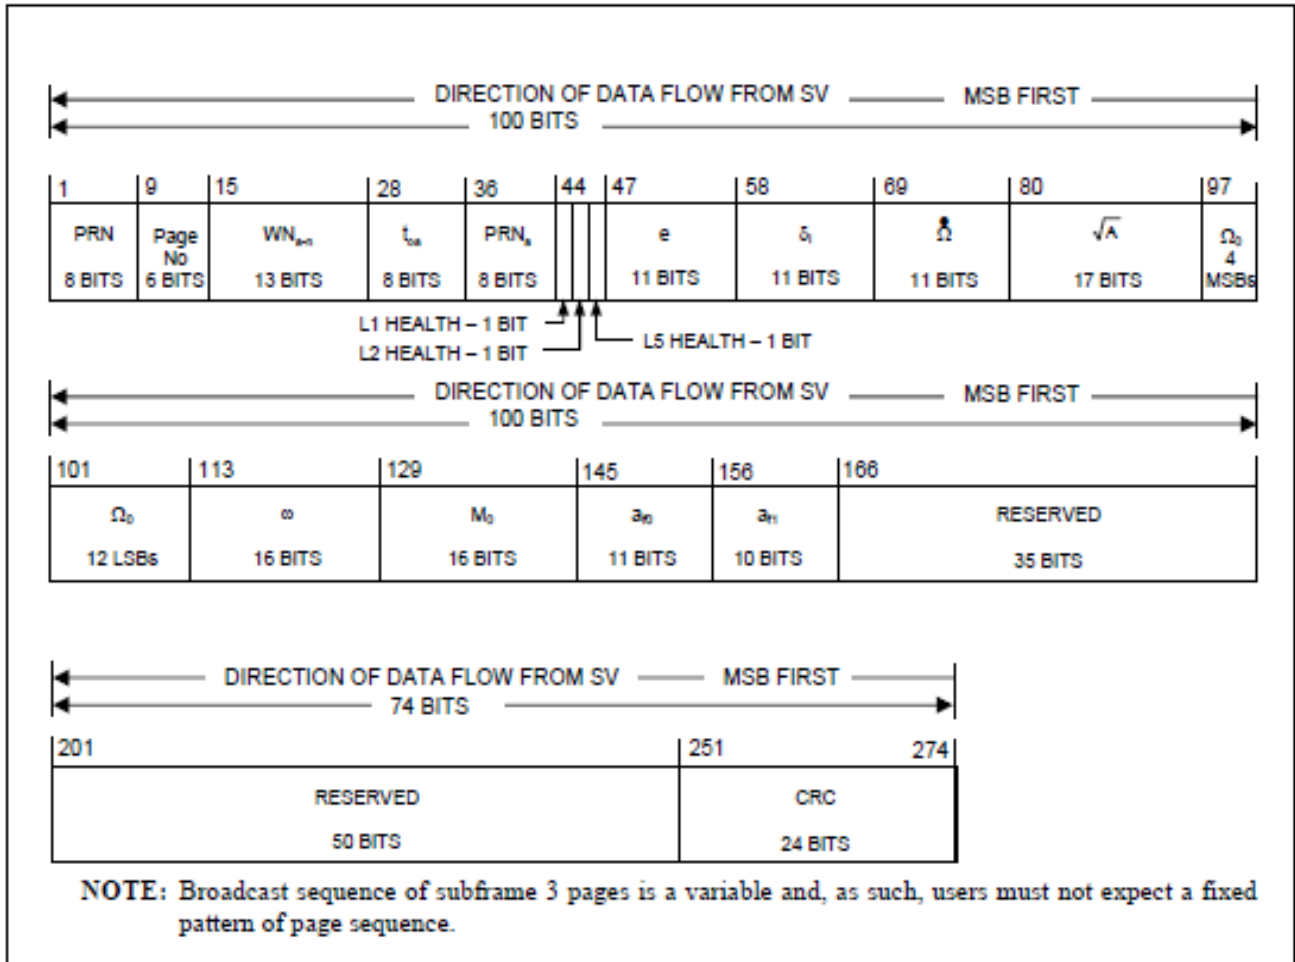 DIRECTION OF DATA FLOW FROM SV MSB FIRST
100 BITS
1 9 15 28 36 44 47 58 69 80 97
PRN Page No WNa-n toa PRNa e δi Ω̇ √A Ω0 4
8 BITS 6 BITS 13 BITS 8 BITS 8 BITS 11 BITS 11 BITS 11 BITS 17 BITS MSBs
L1 HEALTH – 1 BIT
L2 HEALTH – 1 BIT L5 HEALTH – 1 BIT
DIRECTION OF DATA FLOW FROM SV MSB FIRST
100 BITS
101 113 129 145 156 166
Ω0 ω M0 af0 af1 RESERVED
12 LSBs 16 BITS 16 BITS 11 BITS 10 BITS 35 BITS
DIRECTION OF DATA FLOW FROM SV MSB FIRST
74 BITS
201 251 274
RESERVED CRC
50 BITS 24 BITS
NOTE: Broadcast sequence of subframe 3 pages is a variable and, as such, users must not expect a fixed
pattern of page sequence.